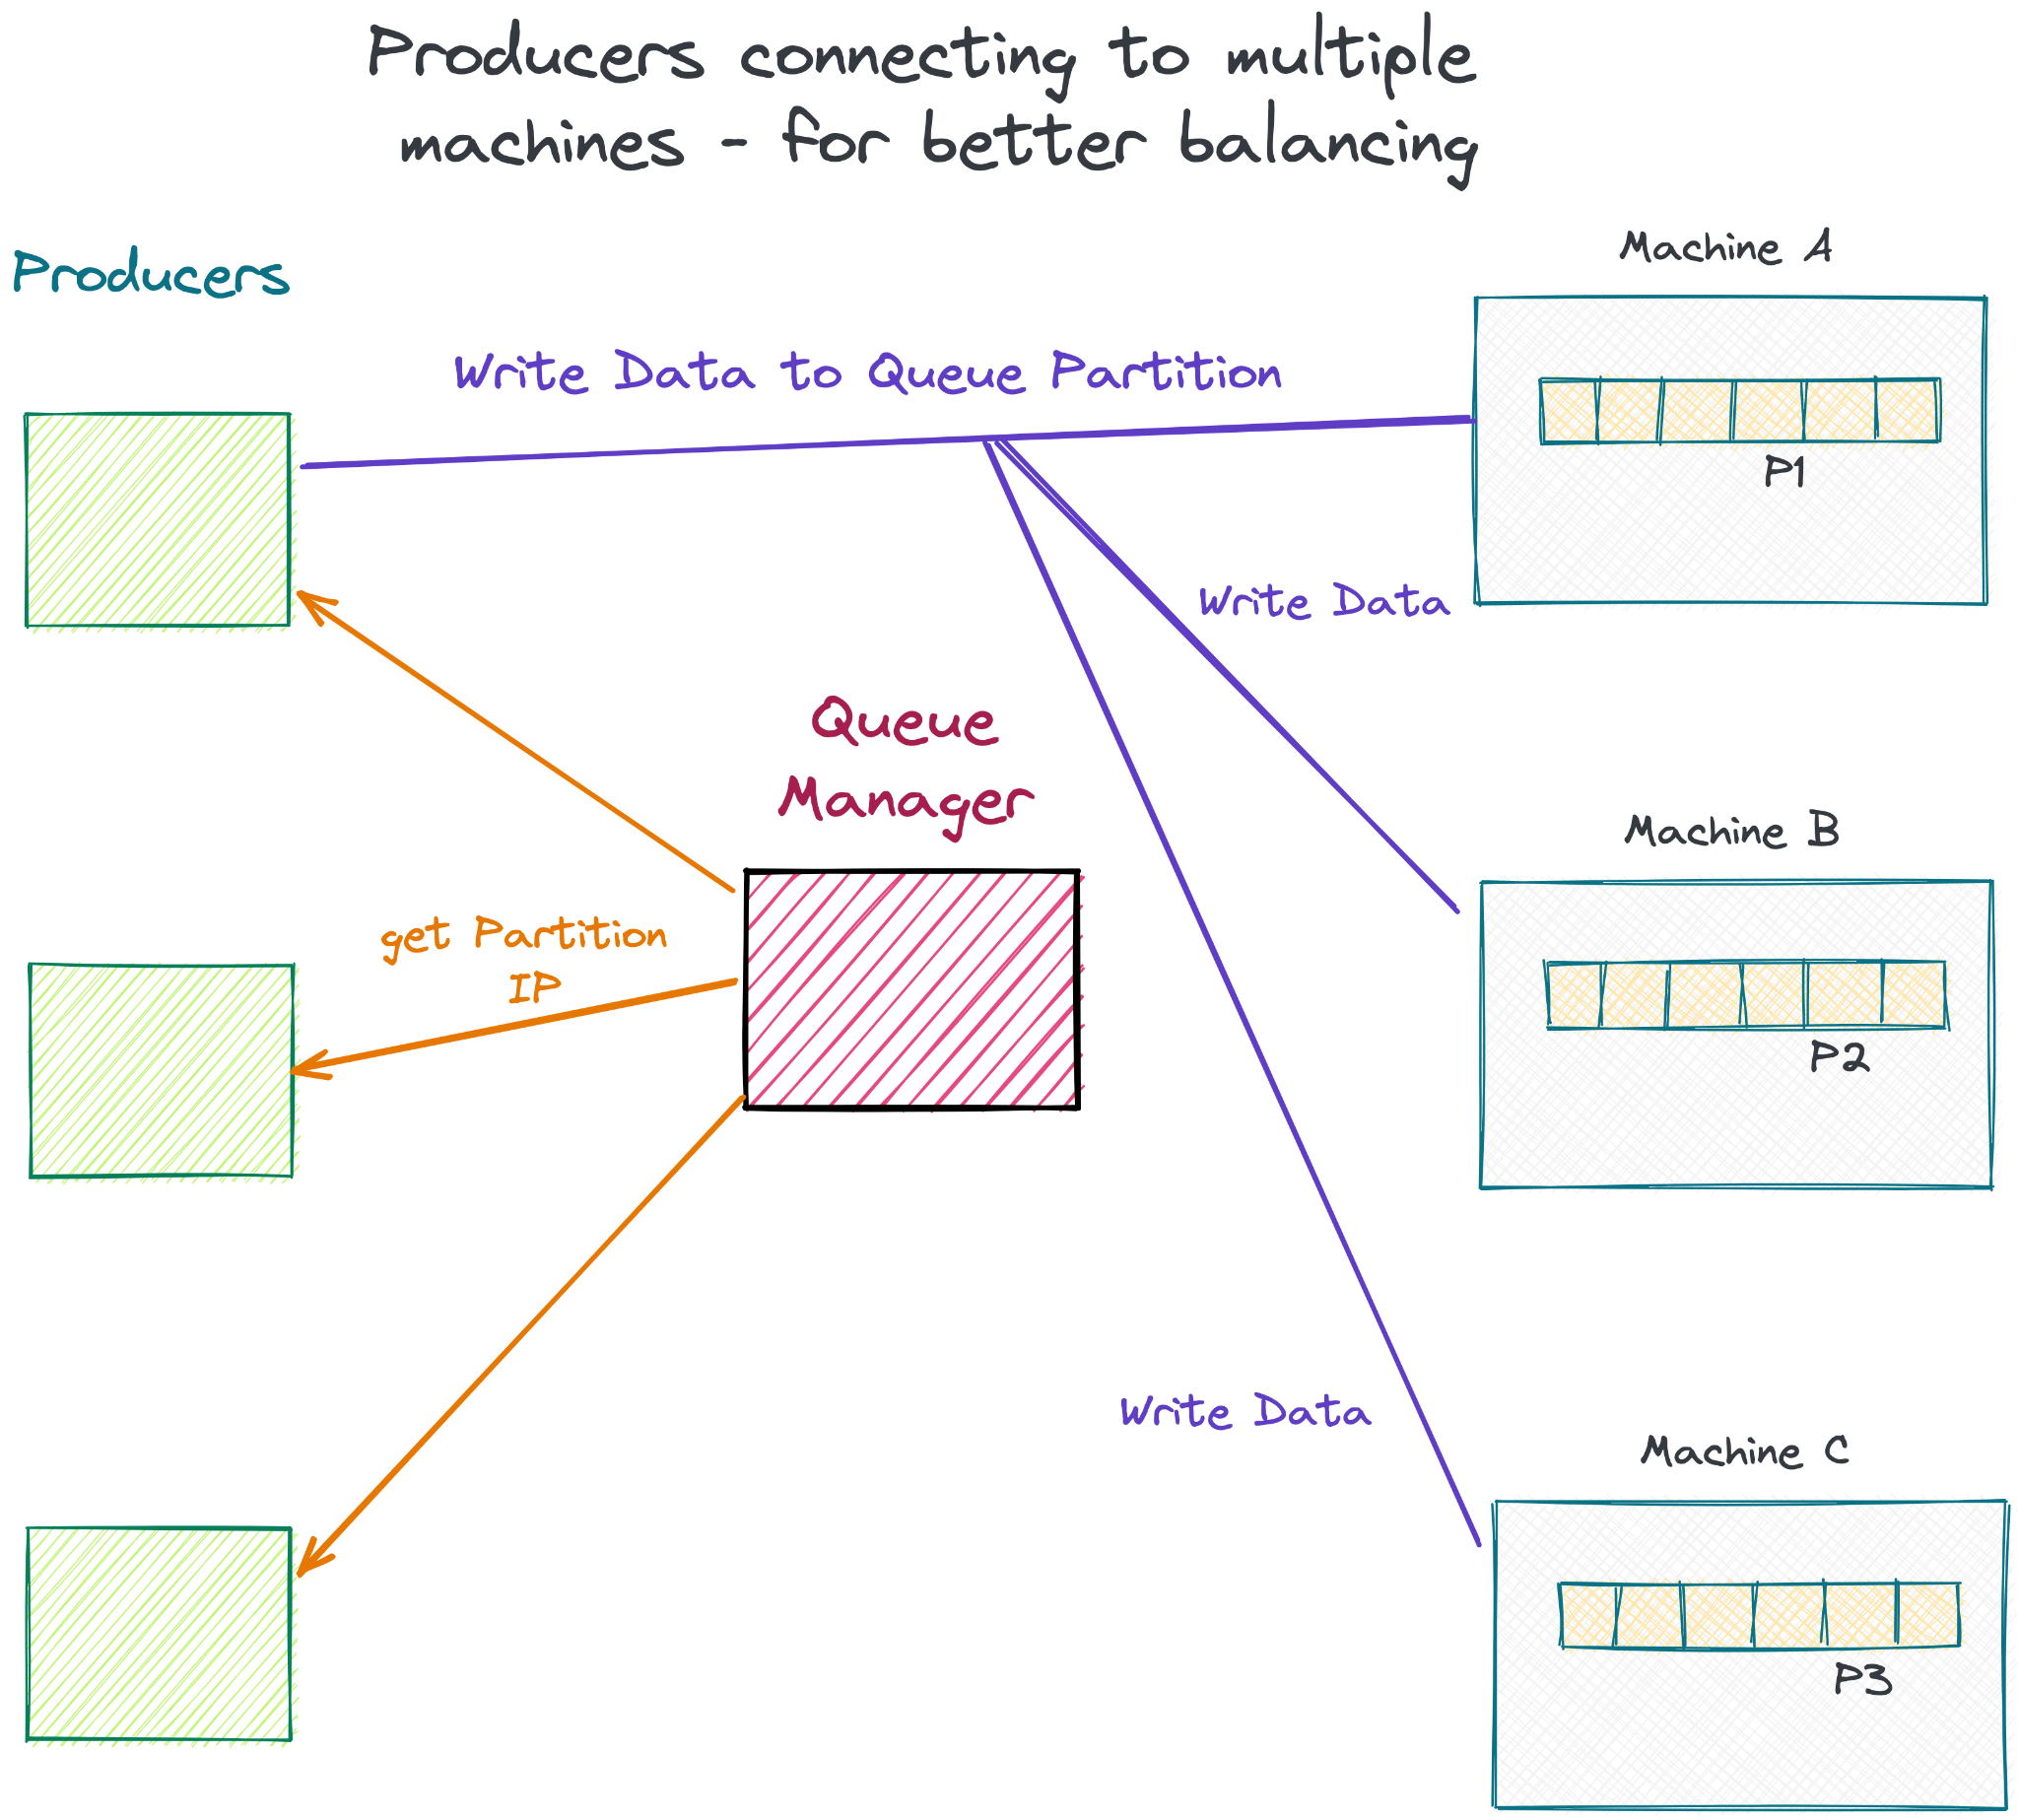 Producers connecting to multiple
machines - for better balancing
Producers
Machine A
Write Data to Queue Partition
P1
Write Data
Queue
Manager
Machine B
get Partition
IP
P2
Write Data
Machine C
P3